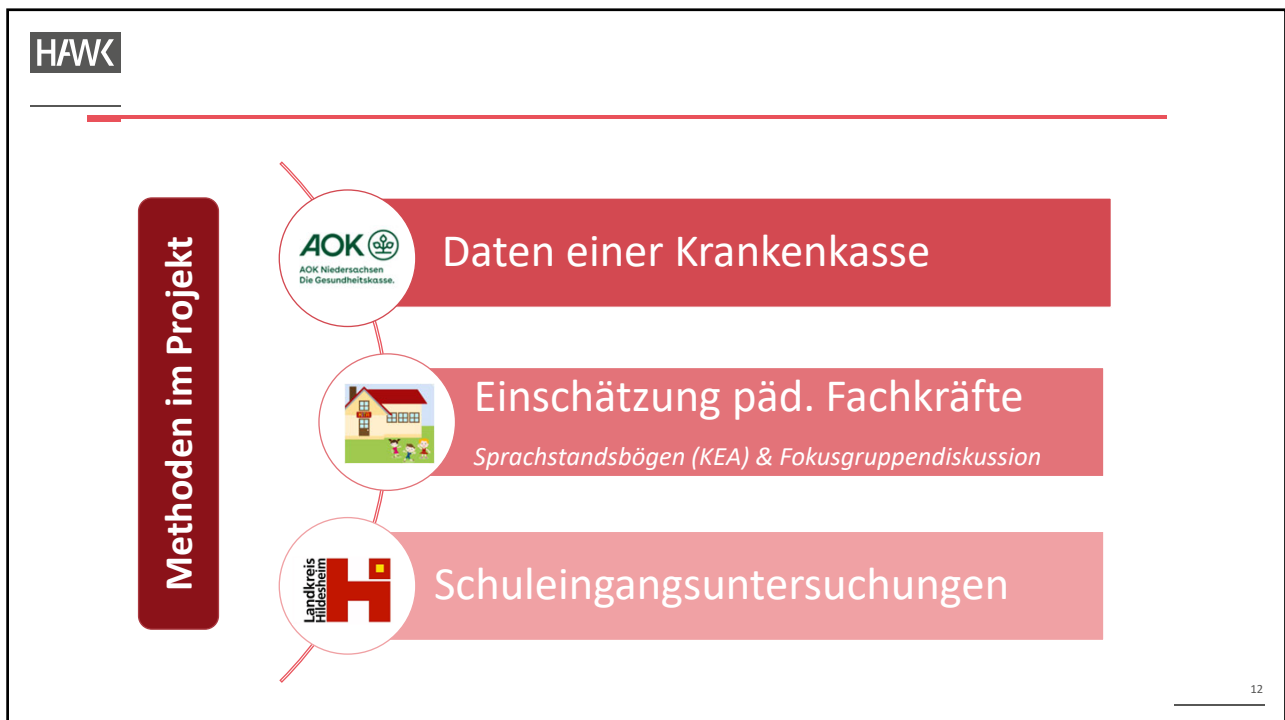 HAWK
Methoden im Projekt
AOK
AOK Niedersachsen
Die Gesundheitskasse.
Daten einer Krankenkasse
Einschätzung päd. Fachkräfte
Sprachstandsbögen (KEA) & Fokusgruppendiskussion
Landkreis
Hildesheim
Schuleingangsuntersuchungen
12